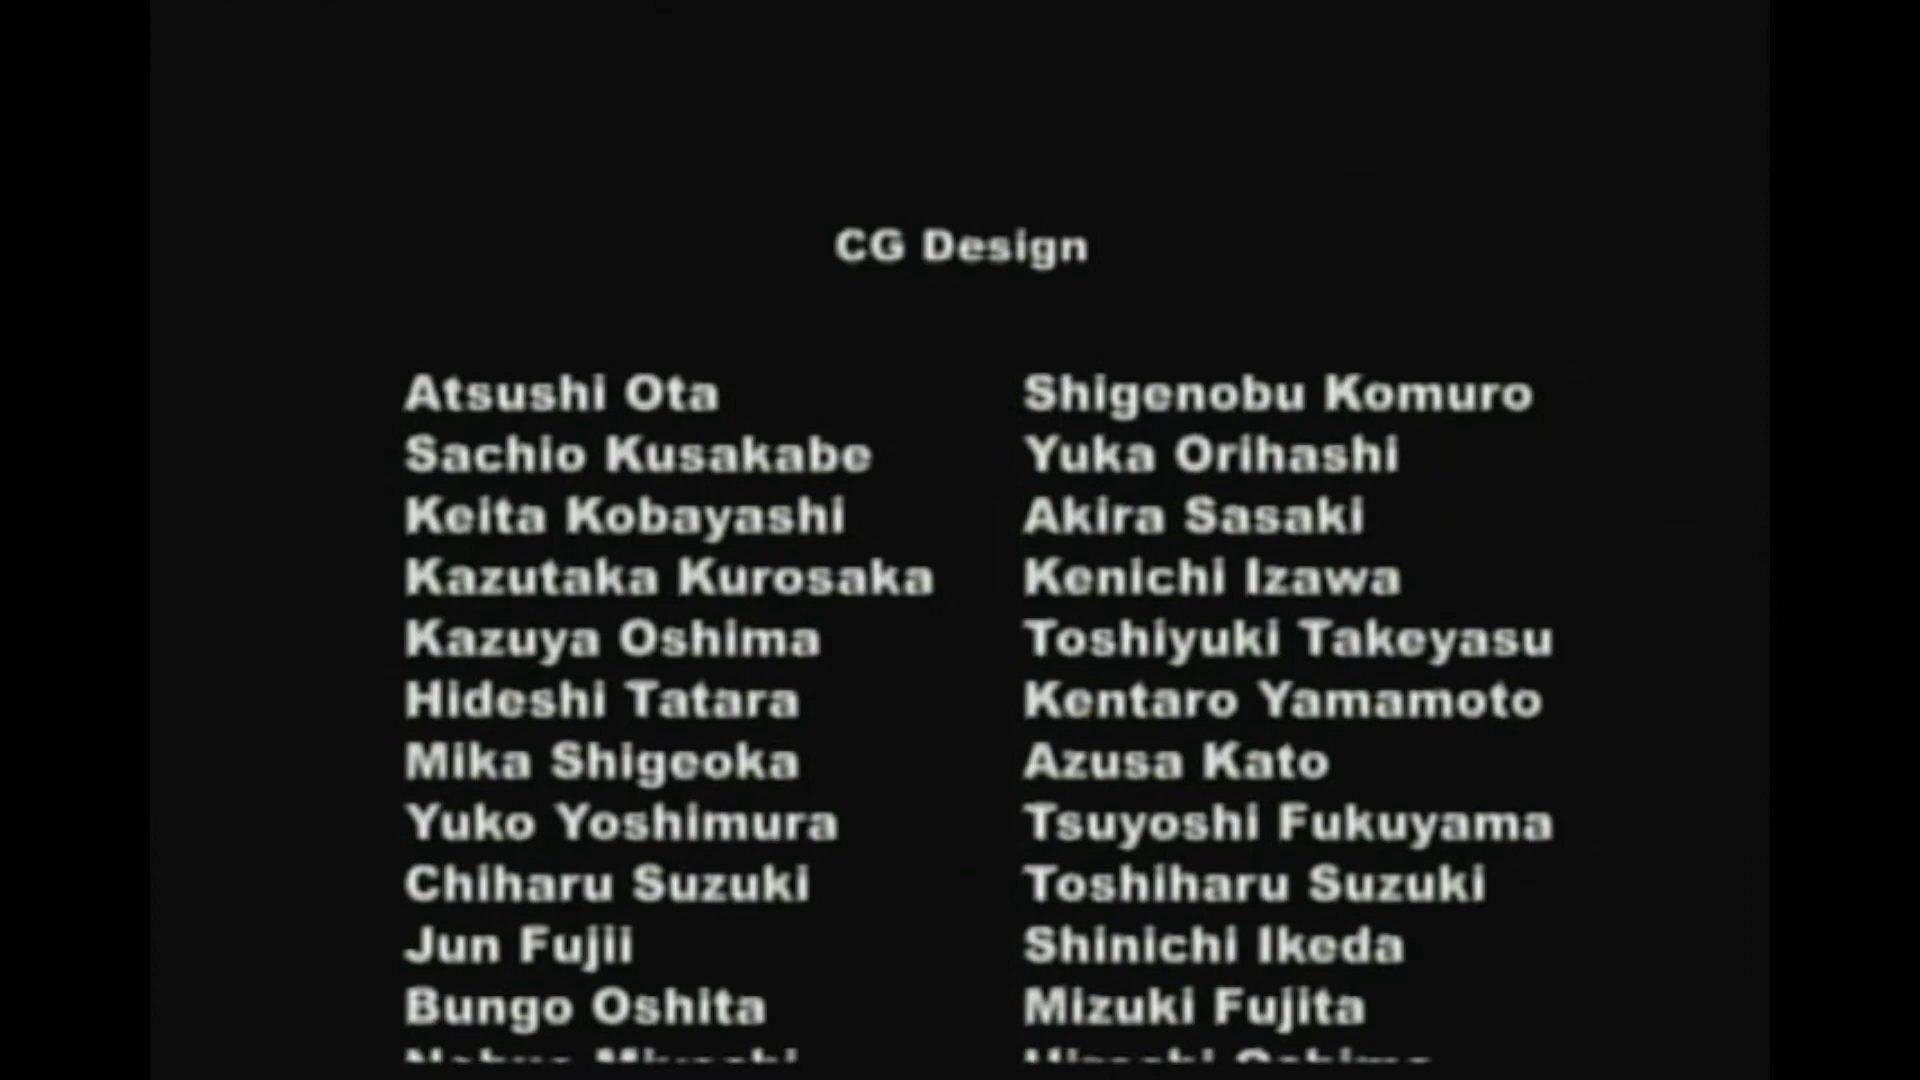 CG Design
Atsushi Ota
Sachio Kusakabe
Keita Kobayashi
Kazutaka Kurosaka
Kazuya Oshima
Hideshi Tatara
Mika Shigeoka
Yuko Yoshimura
Chiharu Suzuki
Jun Fujii
Bungo Oshita
Shigenobu Komuro
Yuka Orihashi
Akira Sasaki
Kenichi Izawa
Toshiyuki Takeyasu
Kentaro Yamamoto
Azusa Kato
Tsuyoshi Fukuyama
Toshiharu Suzuki
Shinichi Ikeda
Mizuki Fujita